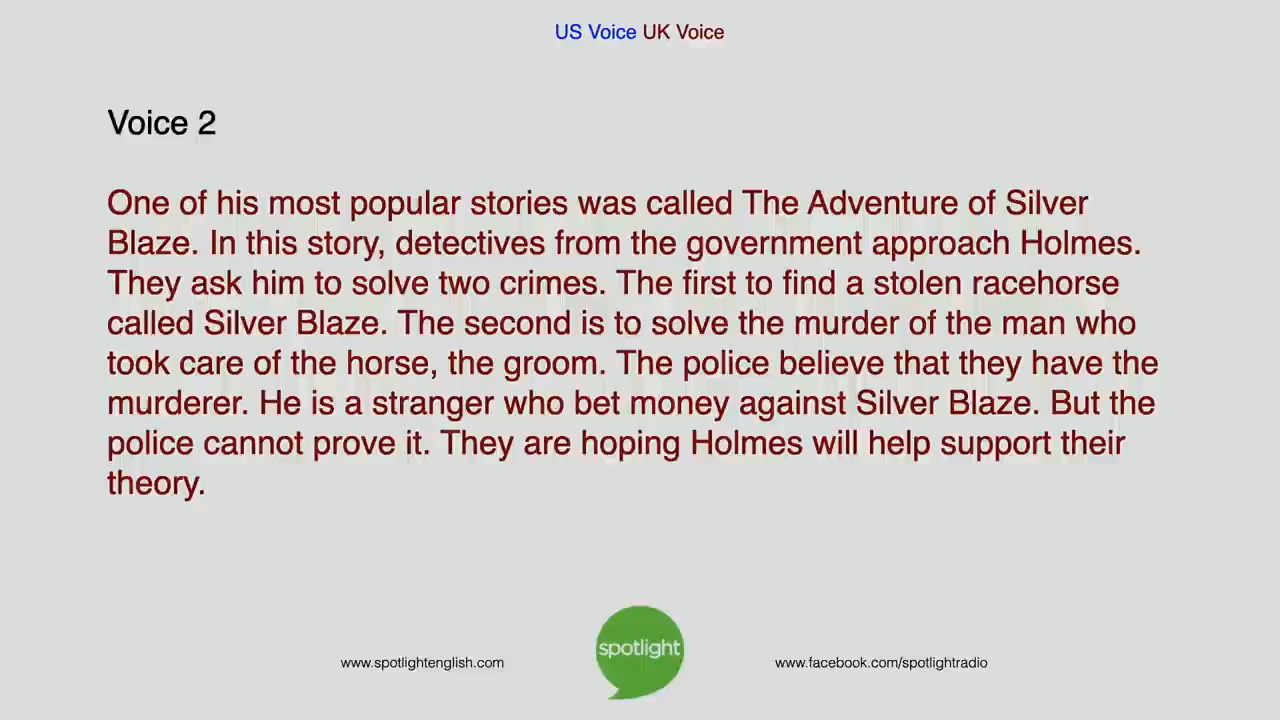 US Voice UK Voice
Voice 2
One of his most popular stories was called The Adventure of Silver
Blaze. In this story, detectives from the government approach Holmes.
They ask him to solve two crimes. The first to find a stolen racehorse
called Silver Blaze. The second is to solve the murder of the man who
took care of the horse, the groom. The police believe that they have the
murderer. He is a stranger who bet money against Silver Blaze. But the
police cannot prove it. They are hoping Holmes will help support their
theory.
spotlight
www.spotlightenglish.com
www.facebook.com/spotlightradio